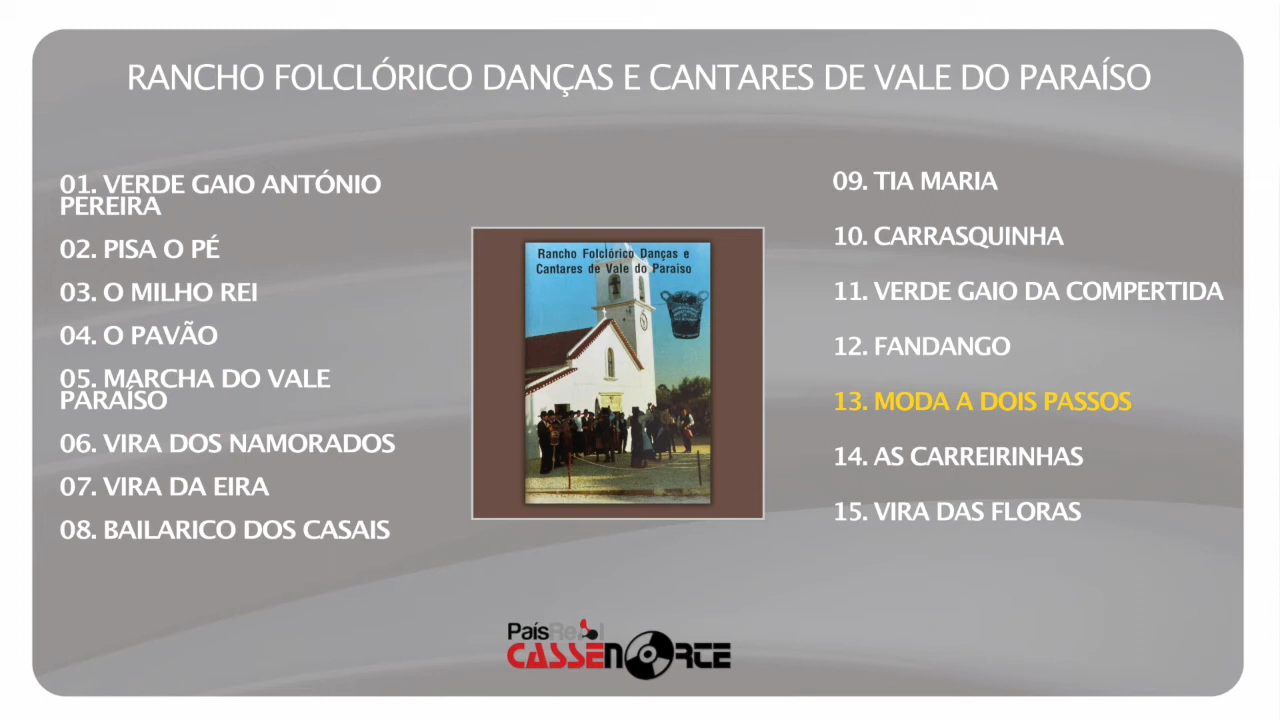 RANCHO FOLCLÓRICO DANÇAS E CANTARES DE VALE DO PARAÍSO
01. VERDE GAIO ANTÓNIO
PEREIRA
02. PISA O PÉ
03. O MILHO REI
04. O PAVÃO
05. MARCHA DO VALE
PARAÍSO
06. VIRA DOS NAMORADOS
07. VIRA DA EIRA
08. BAILARICO DOS CASAIS
Rancho Folclórico Danças e
Cantares de Vale do Paraiso
09. TIA MARIA
10. CARRASQUINHA
11. VERDE GAIO DA COMPERTIDA
12. FANDANGO
13. MODA A DOIS PASSOS
14. AS CARREIRINHAS
15. VIRA DAS FLORAS
PaísReal
CASSENORTE